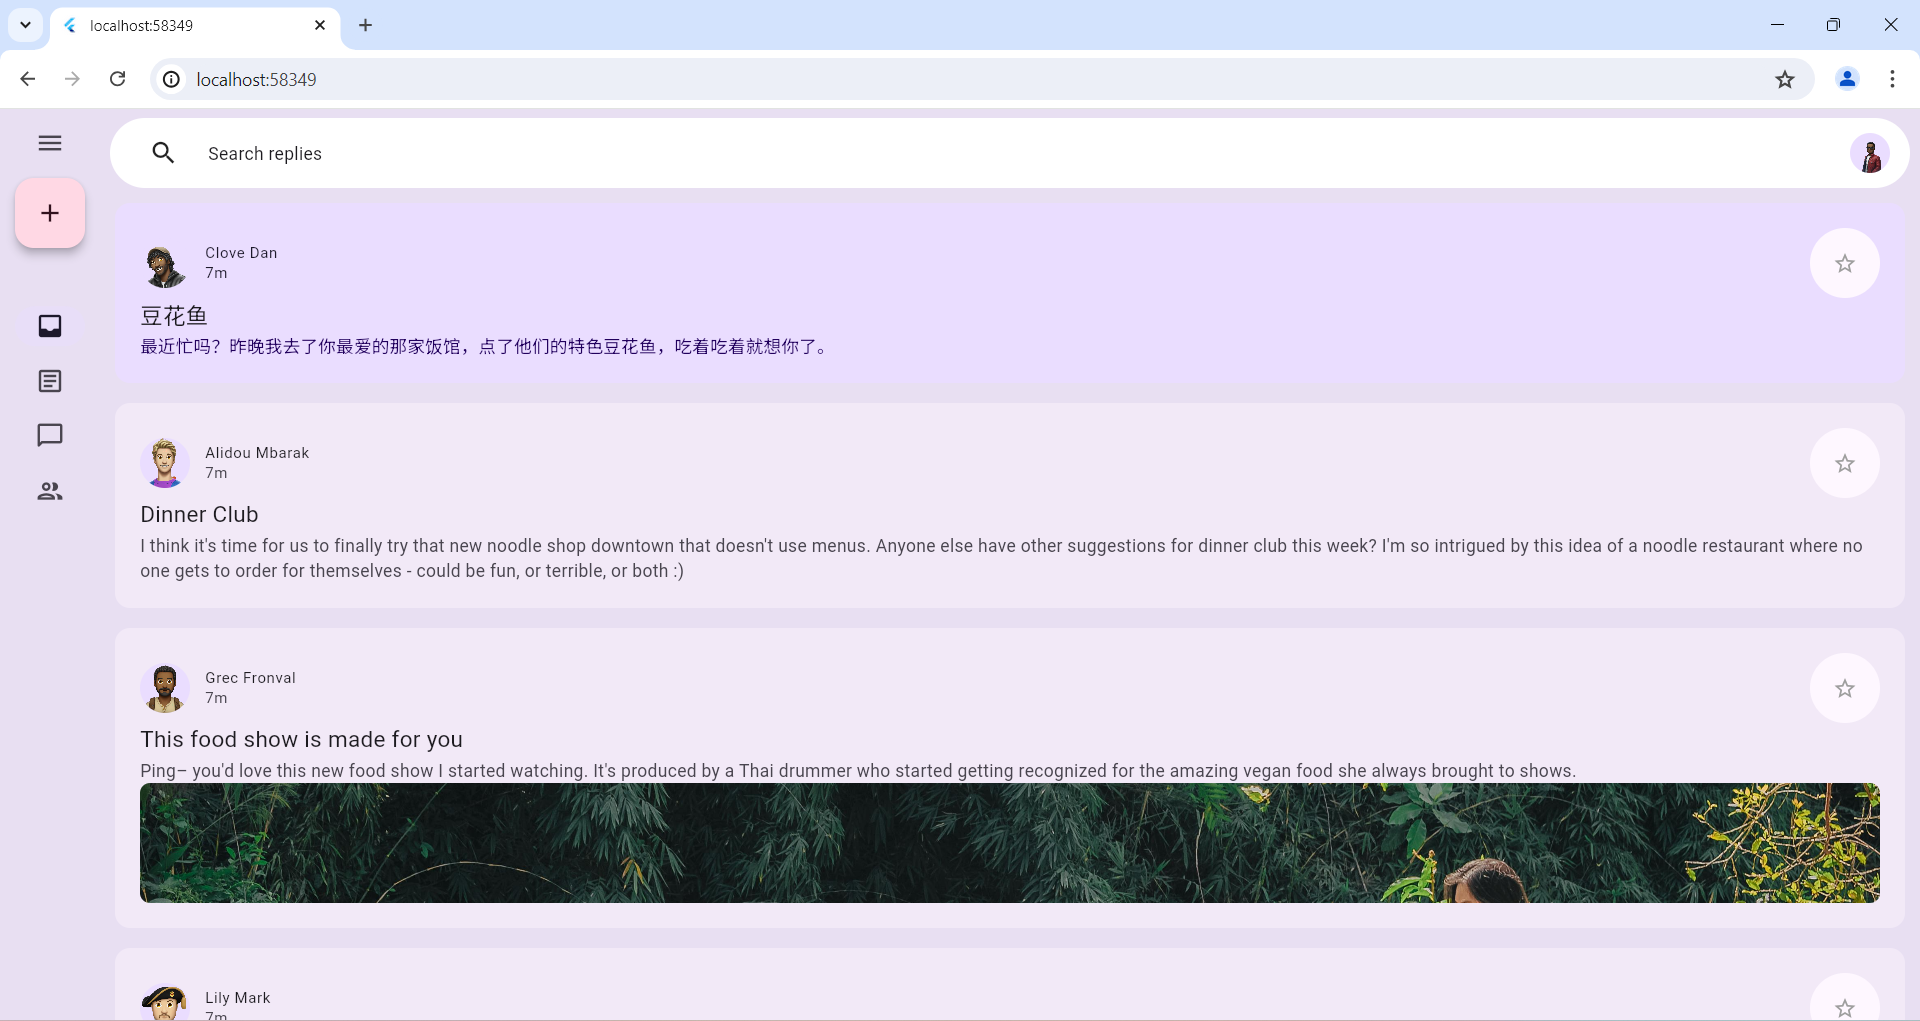 localhost:58349
localhost:58349
Search replies
Clove Dan
7m
豆花鱼
最近忙吗？昨晚我去了你最爱的那家饭馆，点了他们的特色豆花鱼，吃着吃着就想你了。
Alidou Mbarak
7m
Dinner Club
I think it's time for us to finally try that new noodle shop downtown that doesn't use menus. Anyone else have other suggestions for dinner club this week? I'm so intrigued by this idea of a noodle restaurant where no
one gets to order for themselves - could be fun, or terrible, or both :)
Grec Fronval
7m
This food show is made for you
Ping– you'd love this new food show I started watching. It's produced by a Thai drummer who started getting recognized for the amazing vegan food she always brought to shows.
Lily Mark
7m